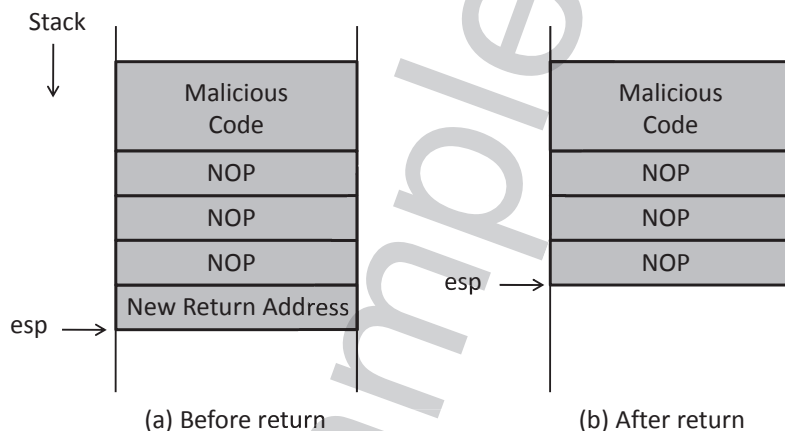 Stack
Malicious
Code
NOP
NOP
NOP
New Return Address
esp
(a) Before return
Malicious
Code
NOP
NOP
NOP
esp
(b) After return